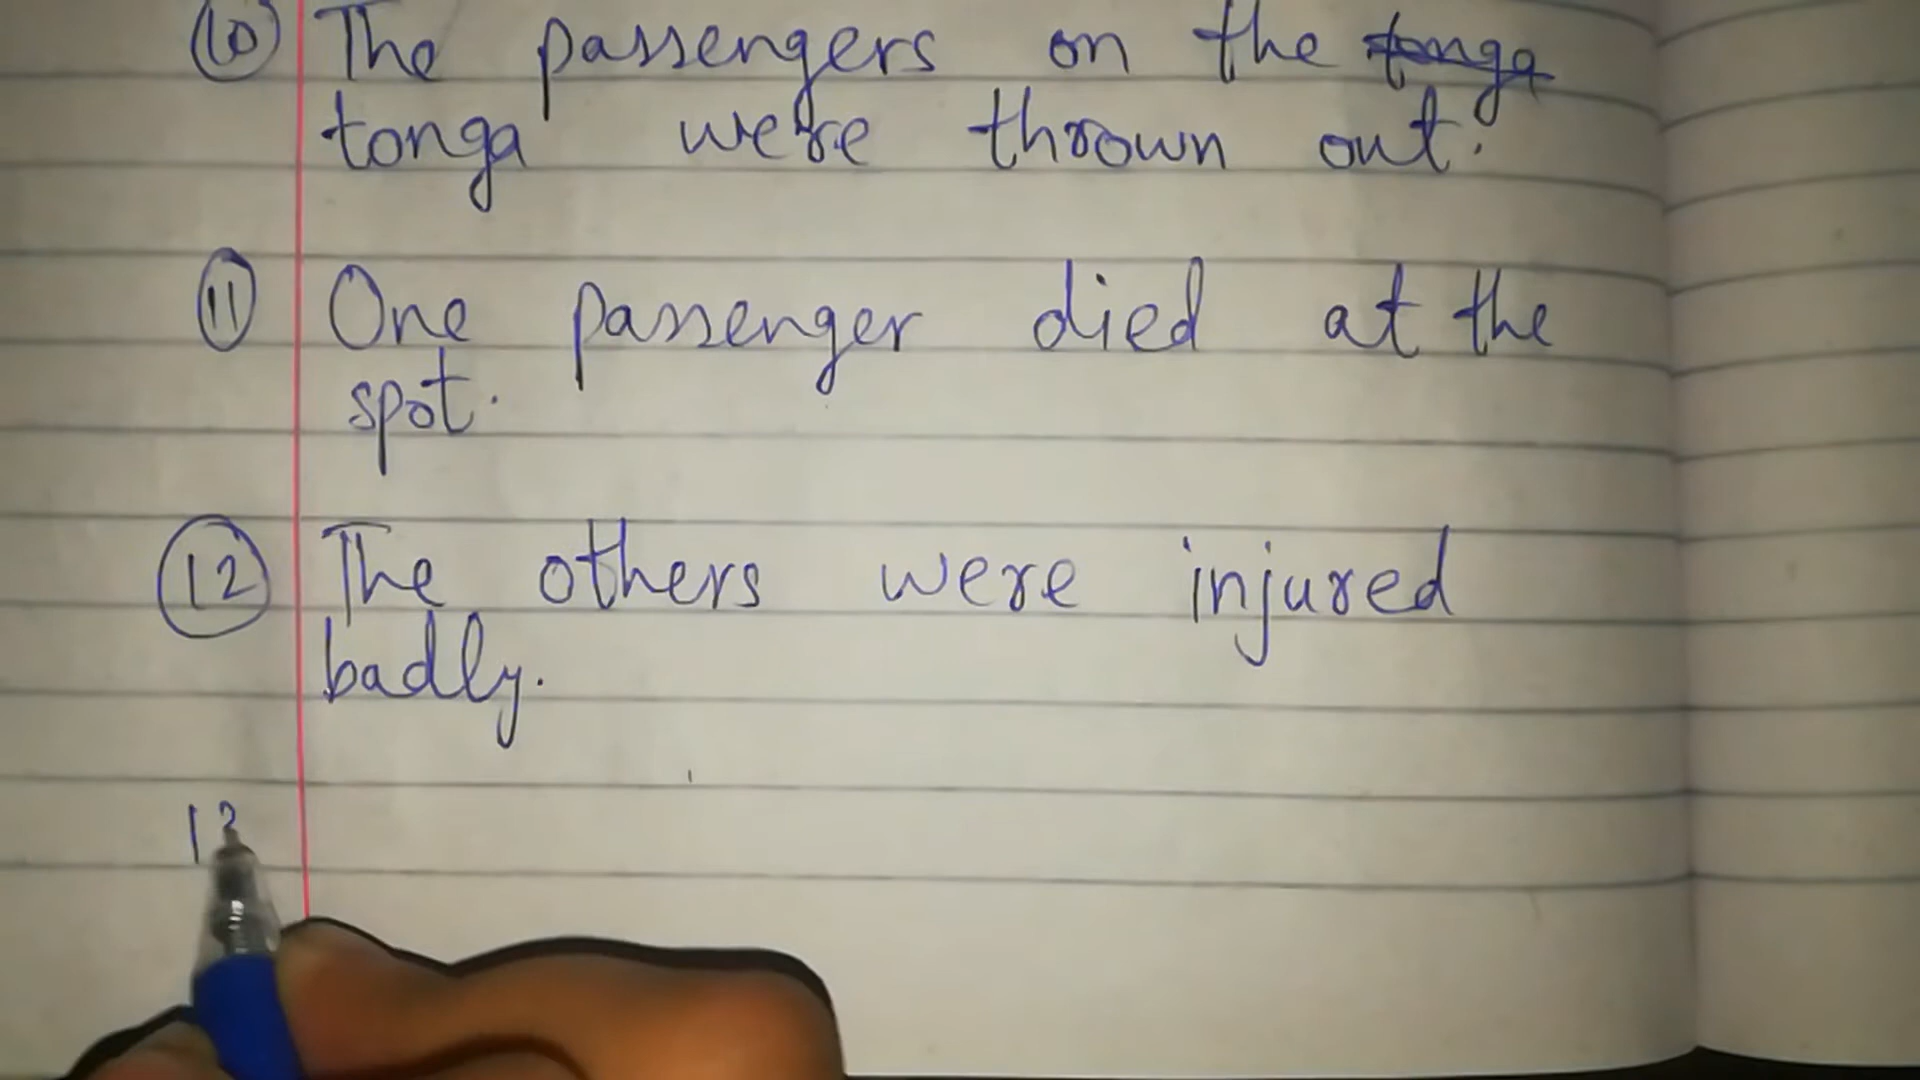 10 The passengers on the tonga
tonga were thrown out.
11 One passenger died at the
spot.
12 The others were injured
badly.